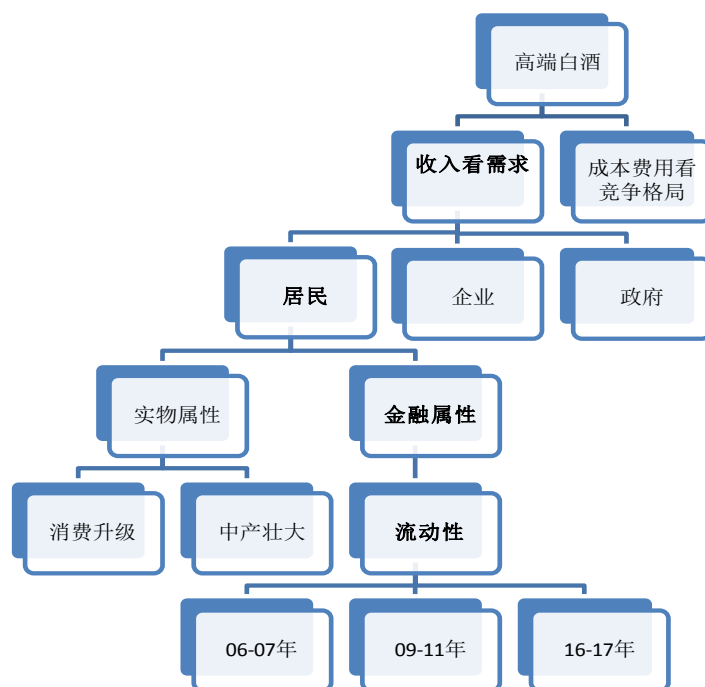 高端白酒
收入看需求
成本费用看
竞争格局
居民
企业
政府
实物属性
金融属性
消费升级
中产壮大
流动性
06-07年
09-11年
16-17年